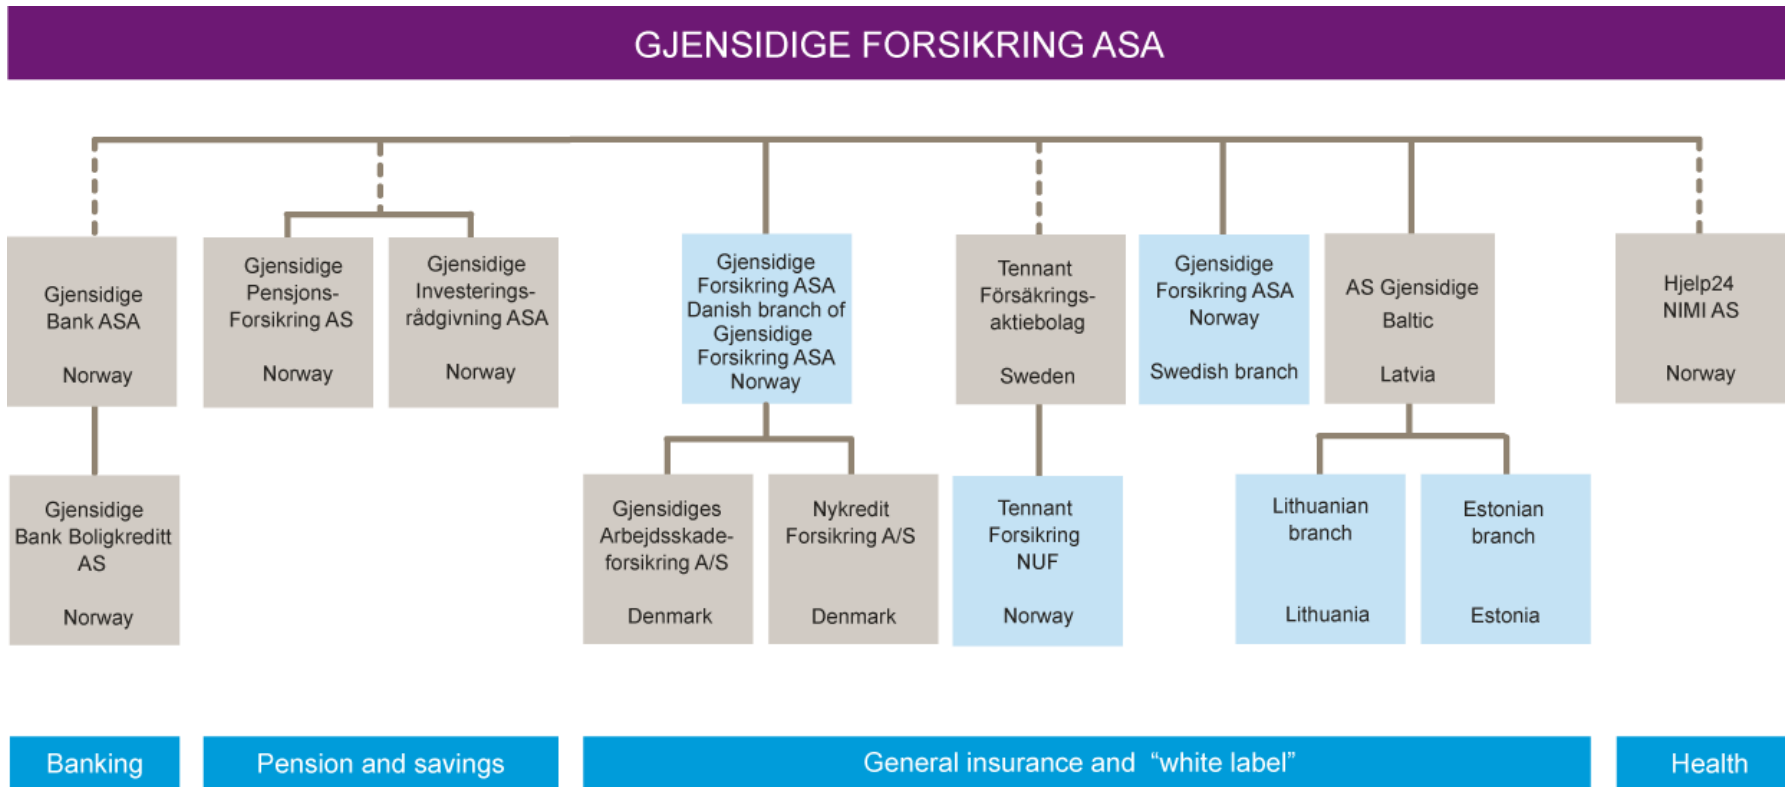 GJENSIDIGE FORSIKRING ASA
Gjensidige
Bank ASA
Norway
Gjensidige
Pensjons-
Forsikring AS
Norway
Gjensidige
Investerings-
rådgivning ASA
Norway
Gjensidige
Forsikring ASA
Danish branch of
Gjensidige
Forsikring ASA
Norway
Tennant
Försäkrings-
aktiebolag
Sweden
Gjensidige
Forsikring ASA
Norway
Swedish branch
AS Gjensidige
Baltic
Latvia
Hjelp24
NIMI AS
Norway
Gjensidige
Bank Boligkreditt
AS
Norway
Gjensidiges
Arbejdsskade-
forsikring A/S
Denmark
Nykredit
Forsikring A/S
Denmark
Tennant
Forsikring
NUF
Norway
Lithuanian
branch
Lithuania
Estonian
branch
Estonia
Banking
Pension and savings
General insurance and “white label”
Health